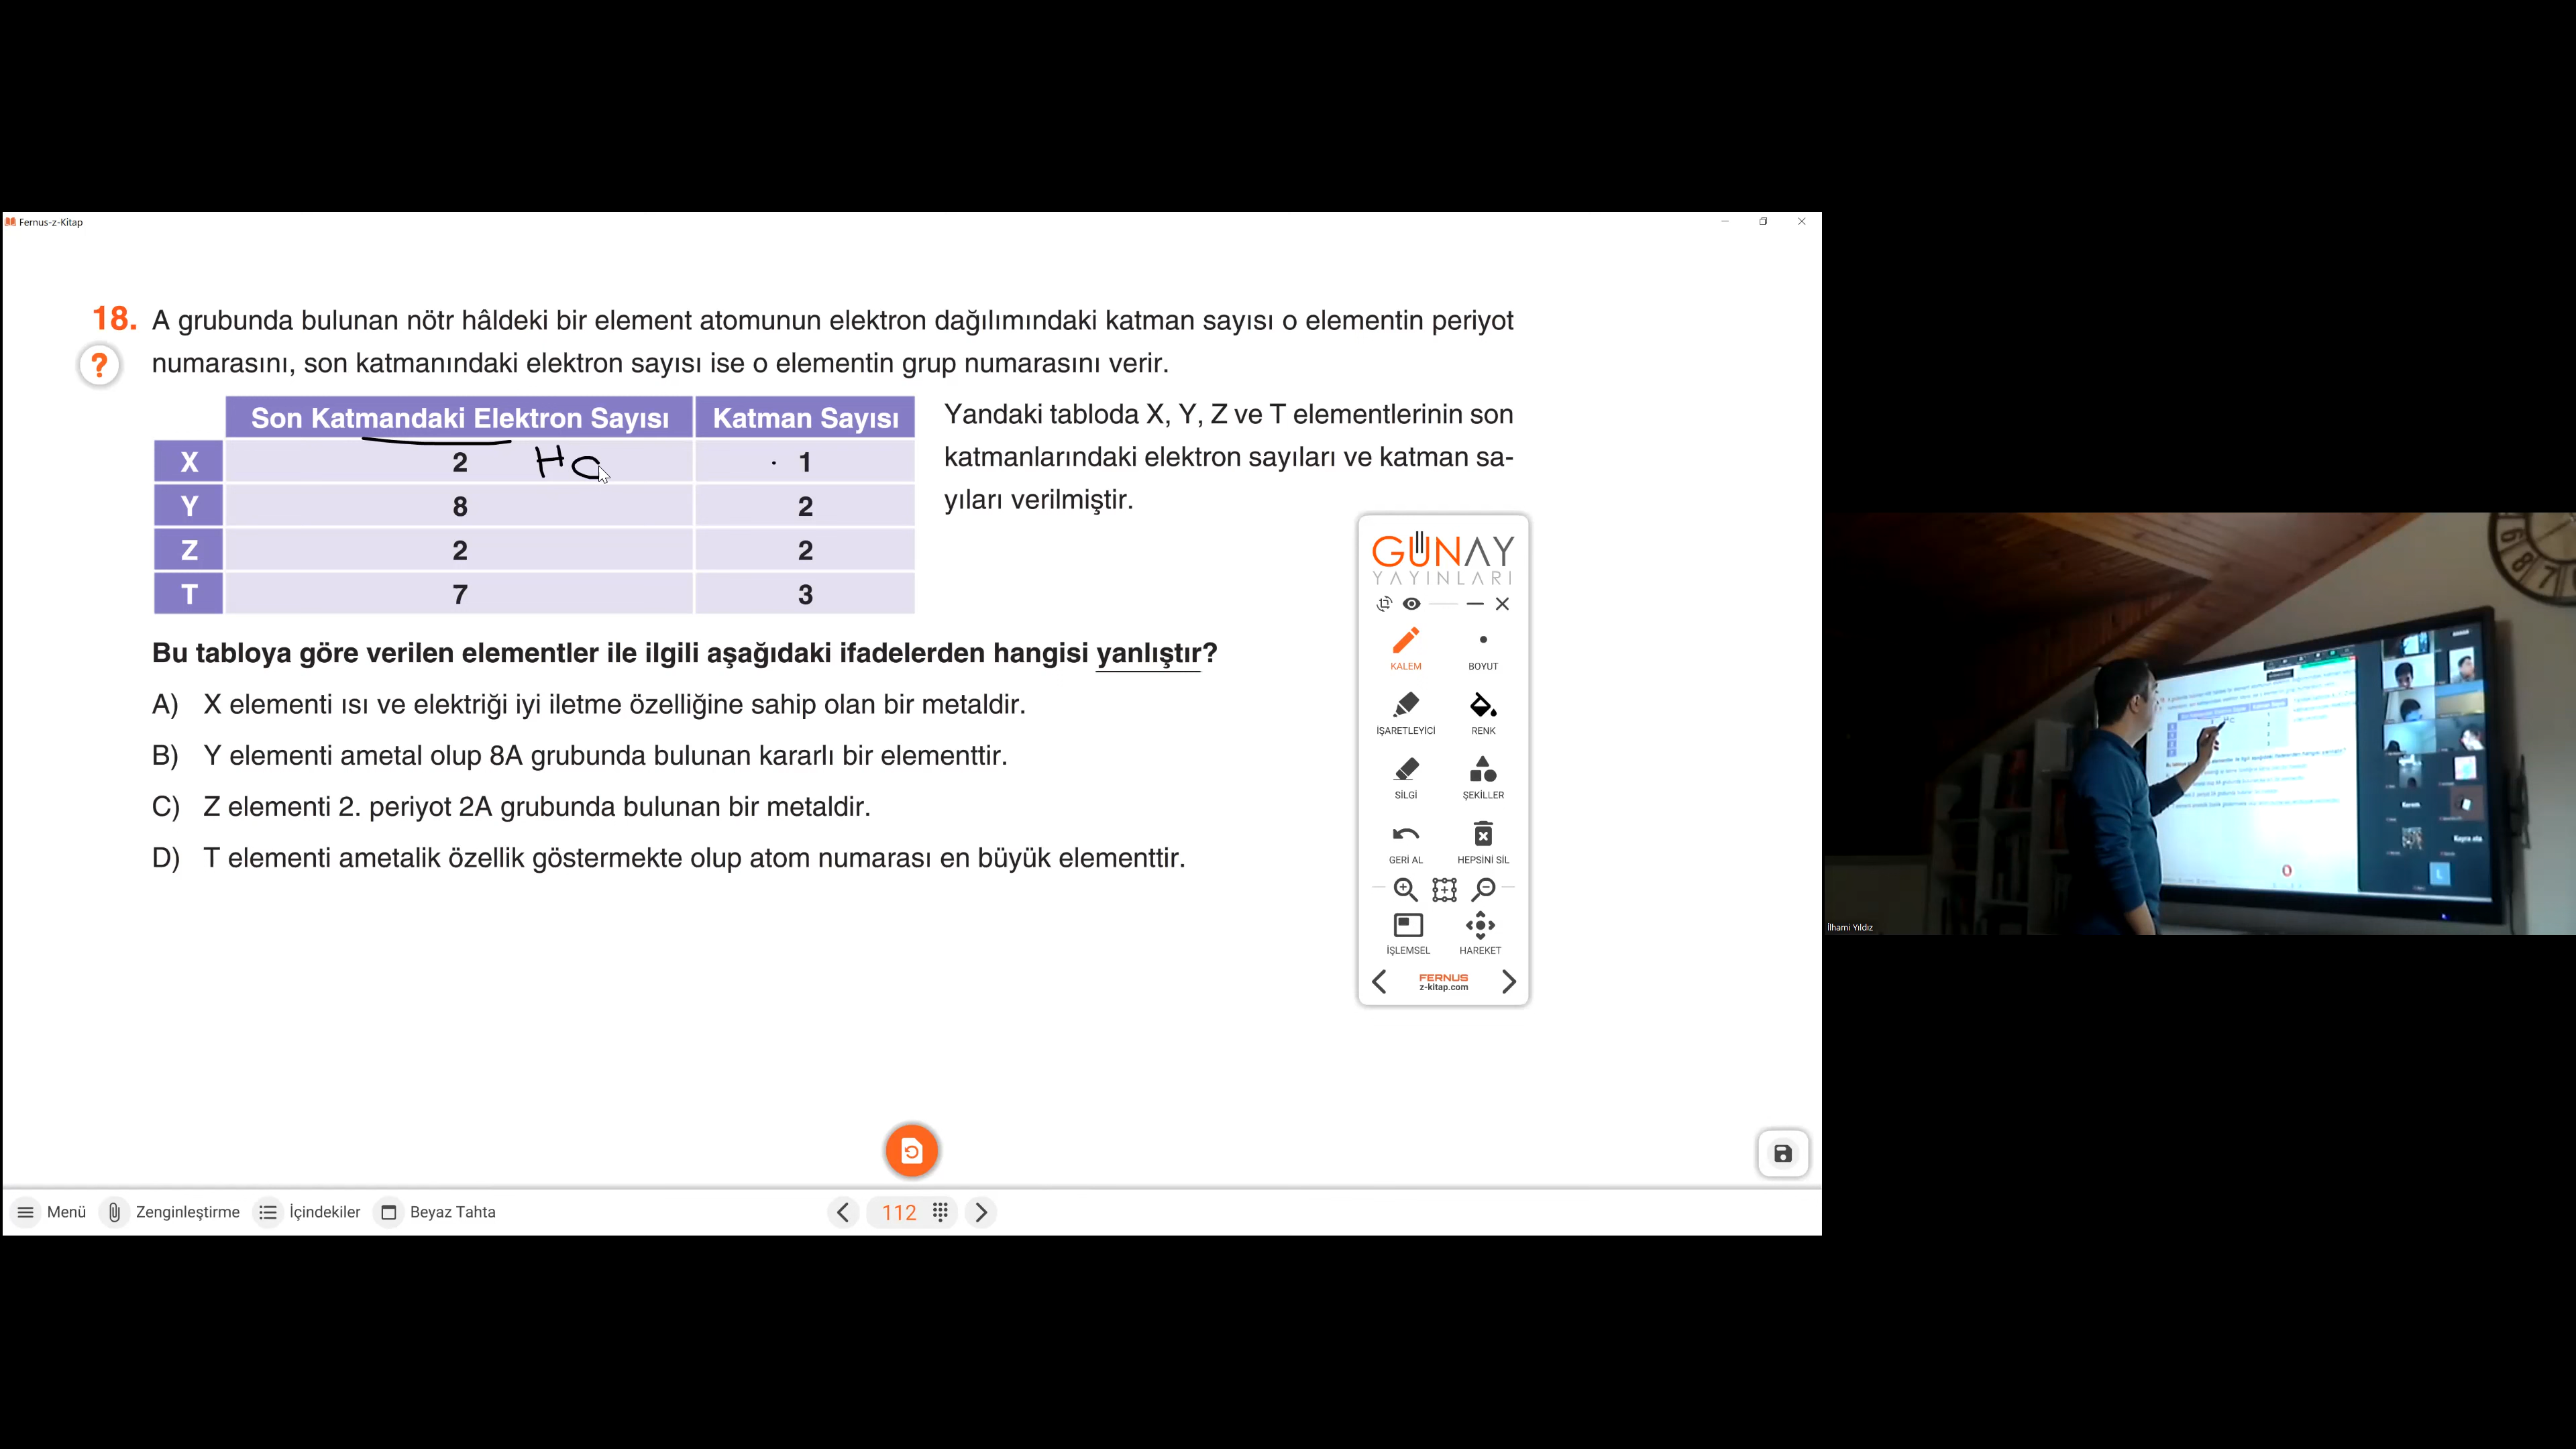 Fernus-z-Kitap
18. A grubunda bulunan nötr hâldeki bir element atomunun elektron dağılımındaki katman sayısı o elementin periyot
numarasını, son katmanındaki elektron sayısı ise o elementin grup numarasını verir.
?
Son Katmandaki Elektron Sayısı Katman Sayısı
X 2 1
Y 8 2
Z 2 2
T 7 3
Yandaki tabloda X, Y, Z ve T elementlerinin son
katmanlarındaki elektron sayıları ve katman sa-
yıları verilmiştir.
Bu tabloya göre verilen elementler ile ilgili aşağıdaki ifadelerden hangisi yanlıştır?
A) X elementi ısı ve elektriği iyi iletme özelliğine sahip olan bir metaldir.
B) Y elementi ametal olup 8A grubunda bulunan kararlı bir elementtir.
C) Z elementi 2. periyot 2A grubunda bulunan bir metaldir.
D) T elementi ametalik özellik göstermekte olup atom numarası en büyük elementtir.
GÜNAY
YAYINLARI
KALEM BOYUT
İŞARETLEYİCİ RENK
SİLGİ ŞEKİLLER
GERİ AL HEPSİNİ SİL
İŞLEMSEL HAREKET
FERNUS
z-kitap.com
İlhami Yıldız
Menü Zenginleştirme İçindekiler Beyaz Tahta 112